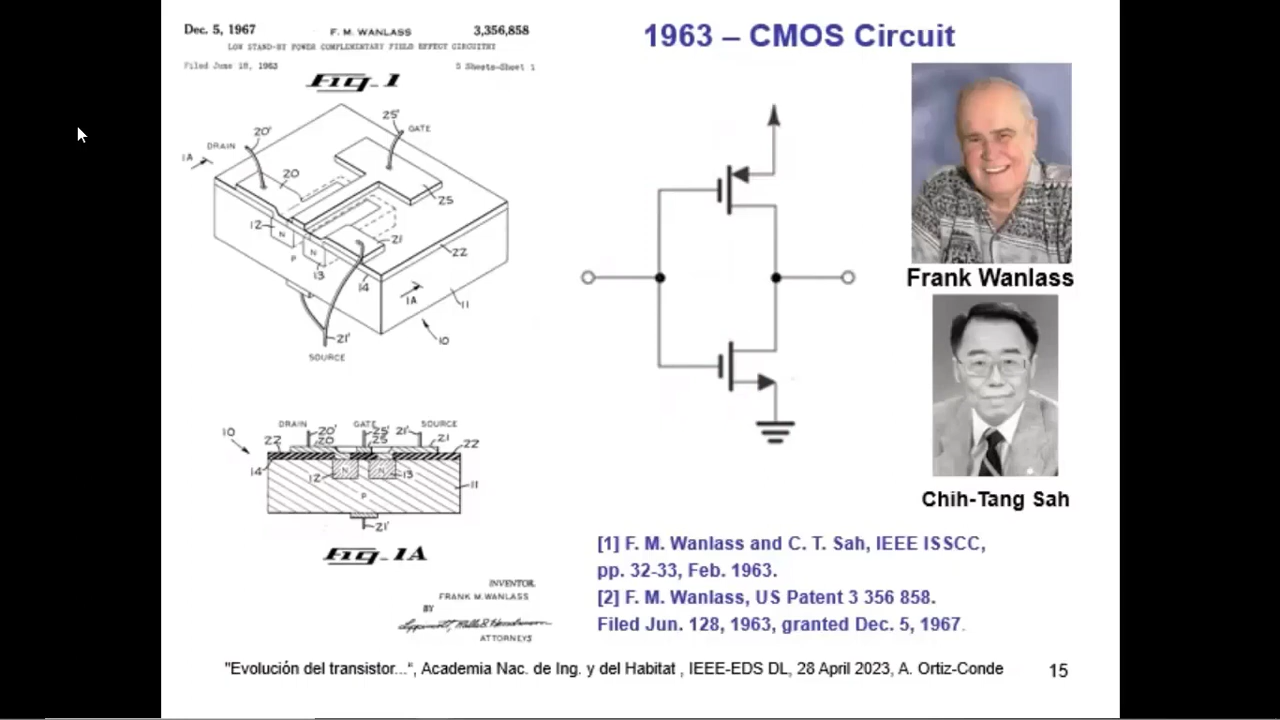 Dec. 5, 1967 F. M. WANLASS 3,356,858
LOW STAND-BY POWER COMPLEMENTARY FIELD EFFECT CIRCUITRY
Filed June 18, 1963 5 Sheets-Sheet 1
Fig_1
25'
GATE
20'
DRAIN
1A
20
25
12
N
21
N
P
22
13
14
1A
11
21'
10
SOURCE
DRAIN GATE SOURCE
10
20' 25' 21'
22 20 25 21 22
14 12 N N 13
11
P
21'
Fig_1A
INVENTOR.
FRANK M. WANLASS
BY
ATTORNEYS
1963 – CMOS Circuit
Frank Wanlass
Chih-Tang Sah
[1] F. M. Wanlass and C. T. Sah, IEEE ISSCC,
pp. 32-33, Feb. 1963.
[2] F. M. Wanlass, US Patent 3 356 858.
Filed Jun. 128, 1963, granted Dec. 5, 1967.
"Evolución del transistor...“, Academia Nac. de Ing. y del Habitat , IEEE-EDS DL, 28 April 2023, A. Ortiz-Conde 15